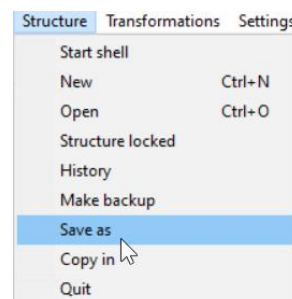 Structure Transformations Settings
Start shell
New Ctrl+N
Open Ctrl+O
Structure locked
History
Make backup
Save as
Copy in
Quit